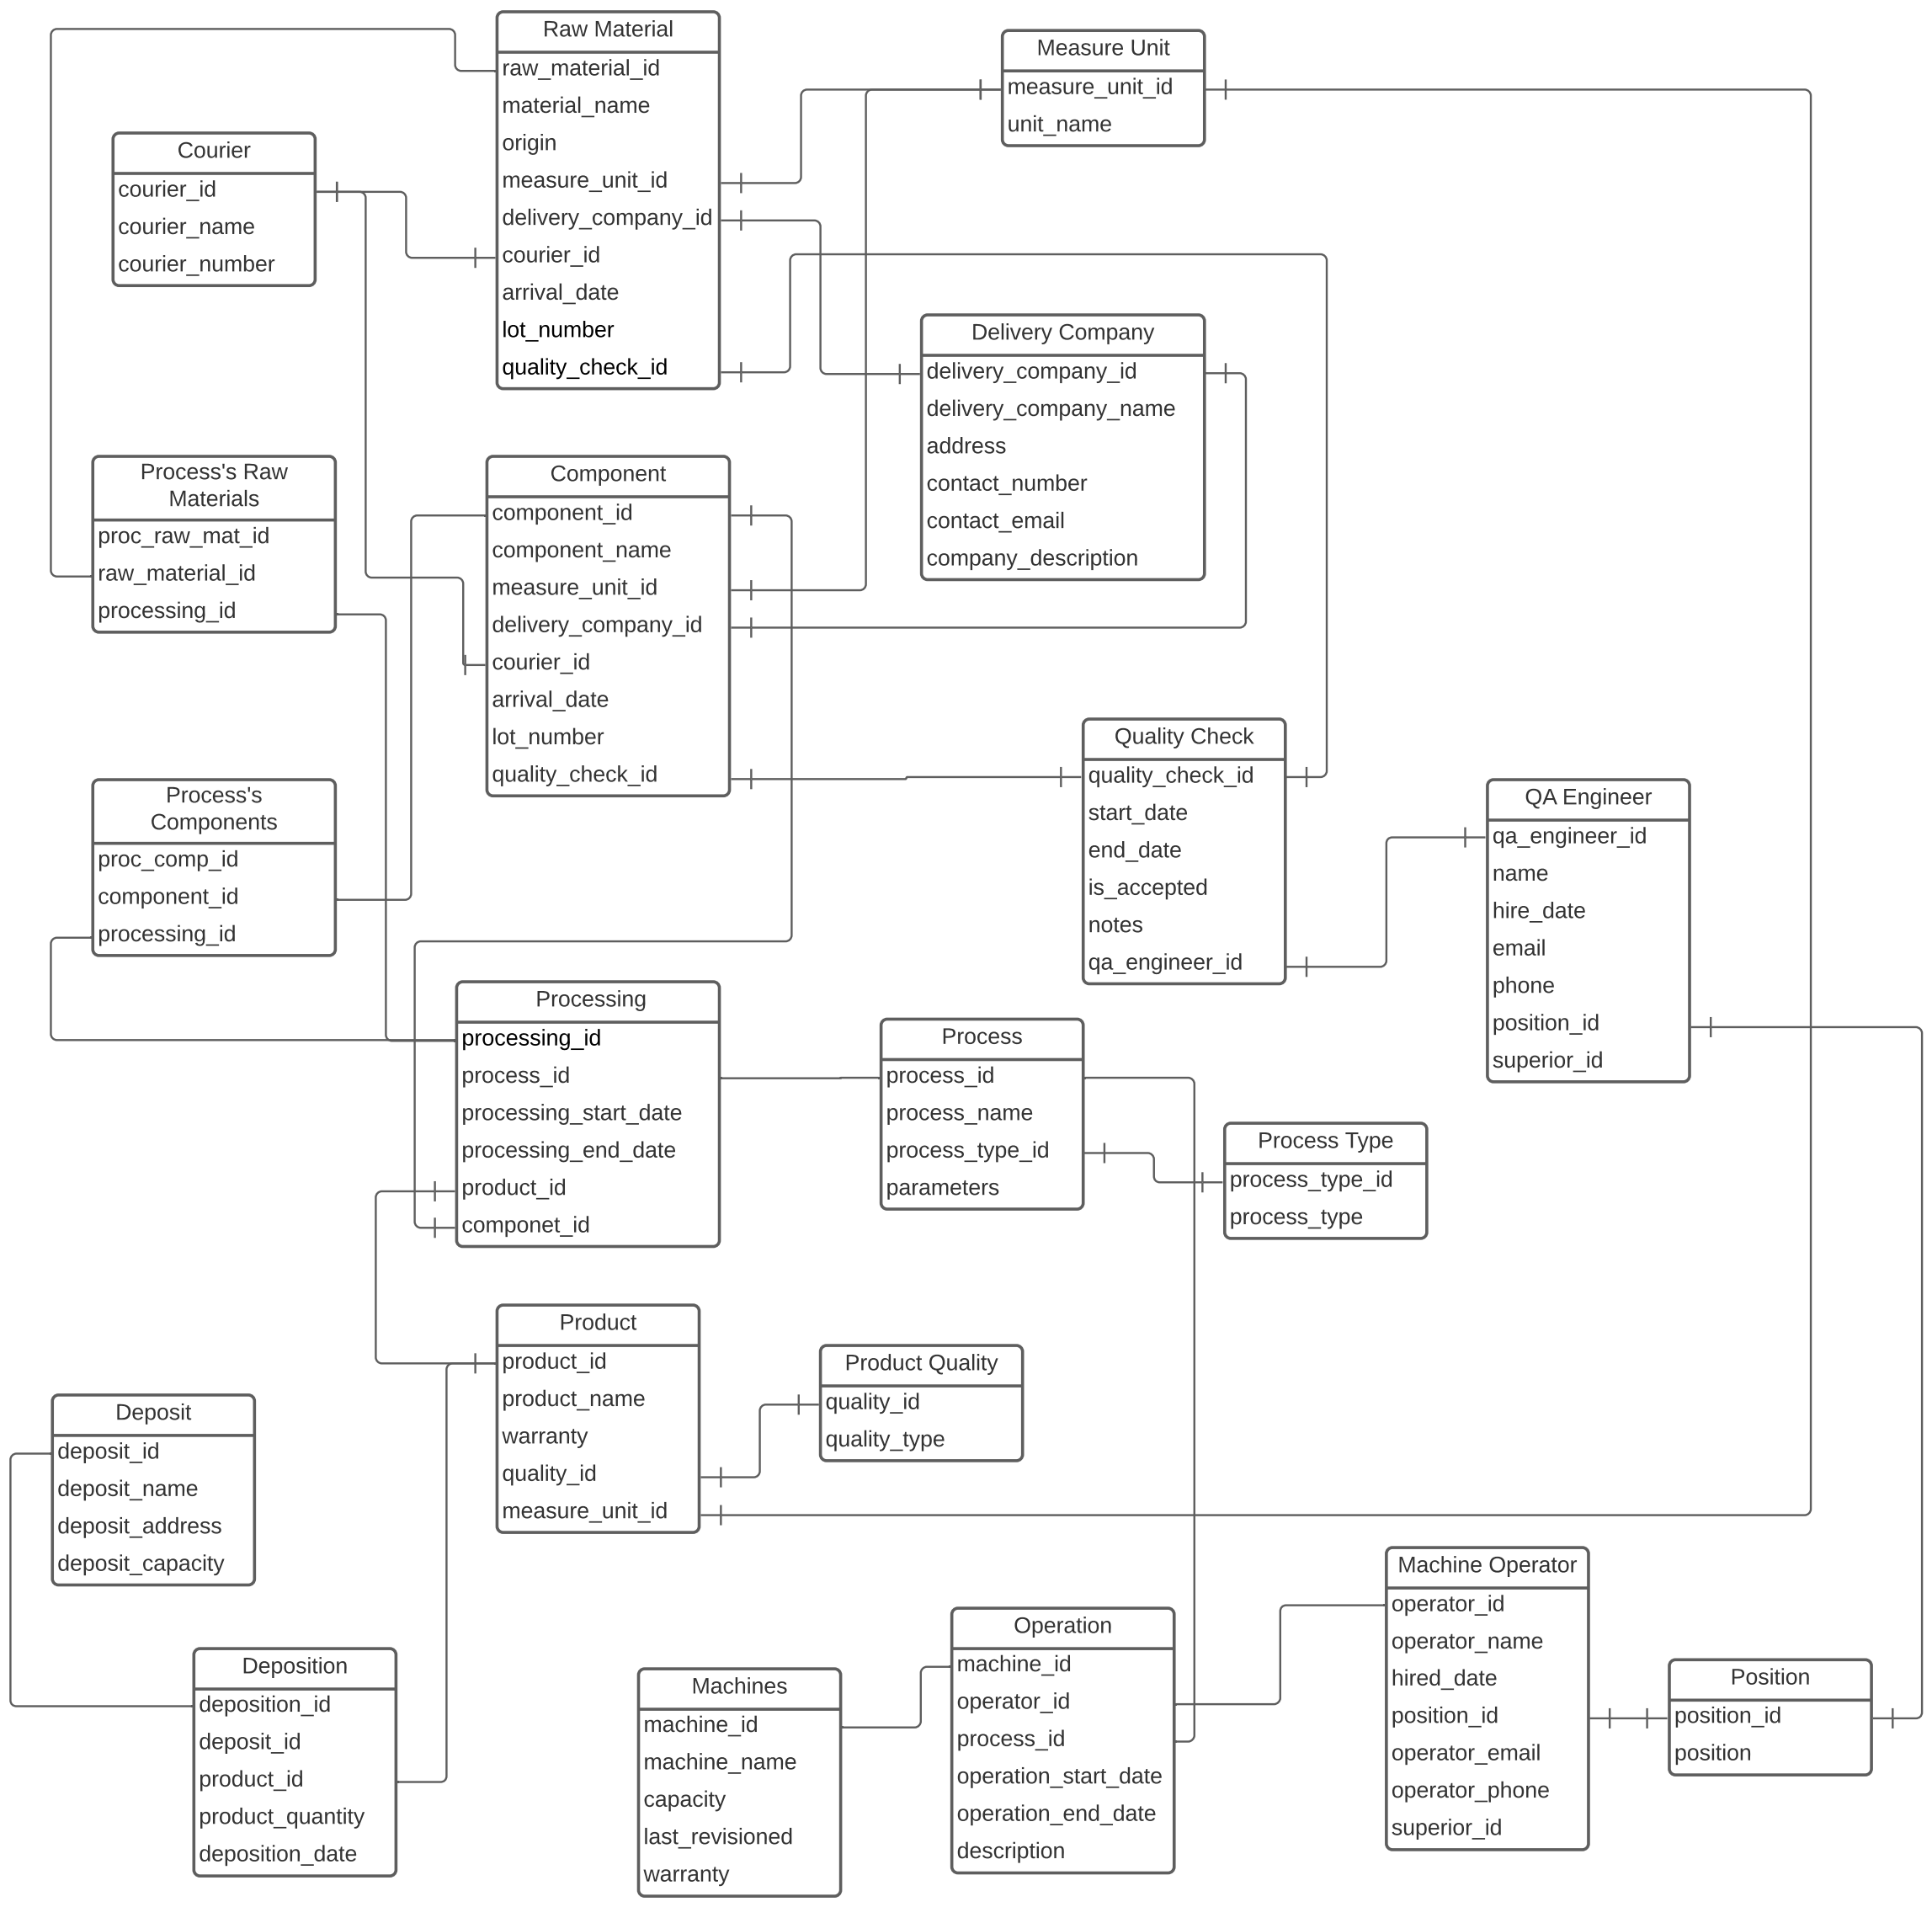 Raw Material
raw_material_id
material_name
origin
measure_unit_id
delivery_company_id
courier_id
arrival_date
lot_number
quality_check_id
Measure Unit
measure_unit_id
unit_name
Courier
courier_id
courier_name
courier_number
Delivery Company
delivery_company_id
delivery_company_name
address
contact_number
contact_email
company_description
Process's Raw
Materials
proc_raw_mat_id
raw_material_id
processing_id
Component
component_id
component_name
measure_unit_id
delivery_company_id
courier_id
arrival_date
lot_number
quality_check_id
Quality Check
quality_check_id
start_date
end_date
is_accepted
notes
qa_engineer_id
QA Engineer
qa_engineer_id
name
hire_date
email
phone
position_id
superior_id
Process's
Components
proc_comp_id
component_id
processing_id
Processing
processing_id
process_id
processing_start_date
processing_end_date
product_id
componet_id
Process
process_id
process_name
process_type_id
parameters
Process Type
process_type_id
process_type
Product
product_id
product_name
warranty
quality_id
measure_unit_id
Product Quality
quality_id
quality_type
Deposit
deposit_id
deposit_name
deposit_address
deposit_capacity
Deposition
deposition_id
deposit_id
product_id
product_quantity
deposition_date
Machines
machine_id
machine_name
capacity
last_revisioned
warranty
Operation
machine_id
operator_id
process_id
operation_start_date
operation_end_date
description
Machine Operator
operator_id
operator_name
hired_date
position_id
operator_email
operator_phone
superior_id
Position
position_id
position